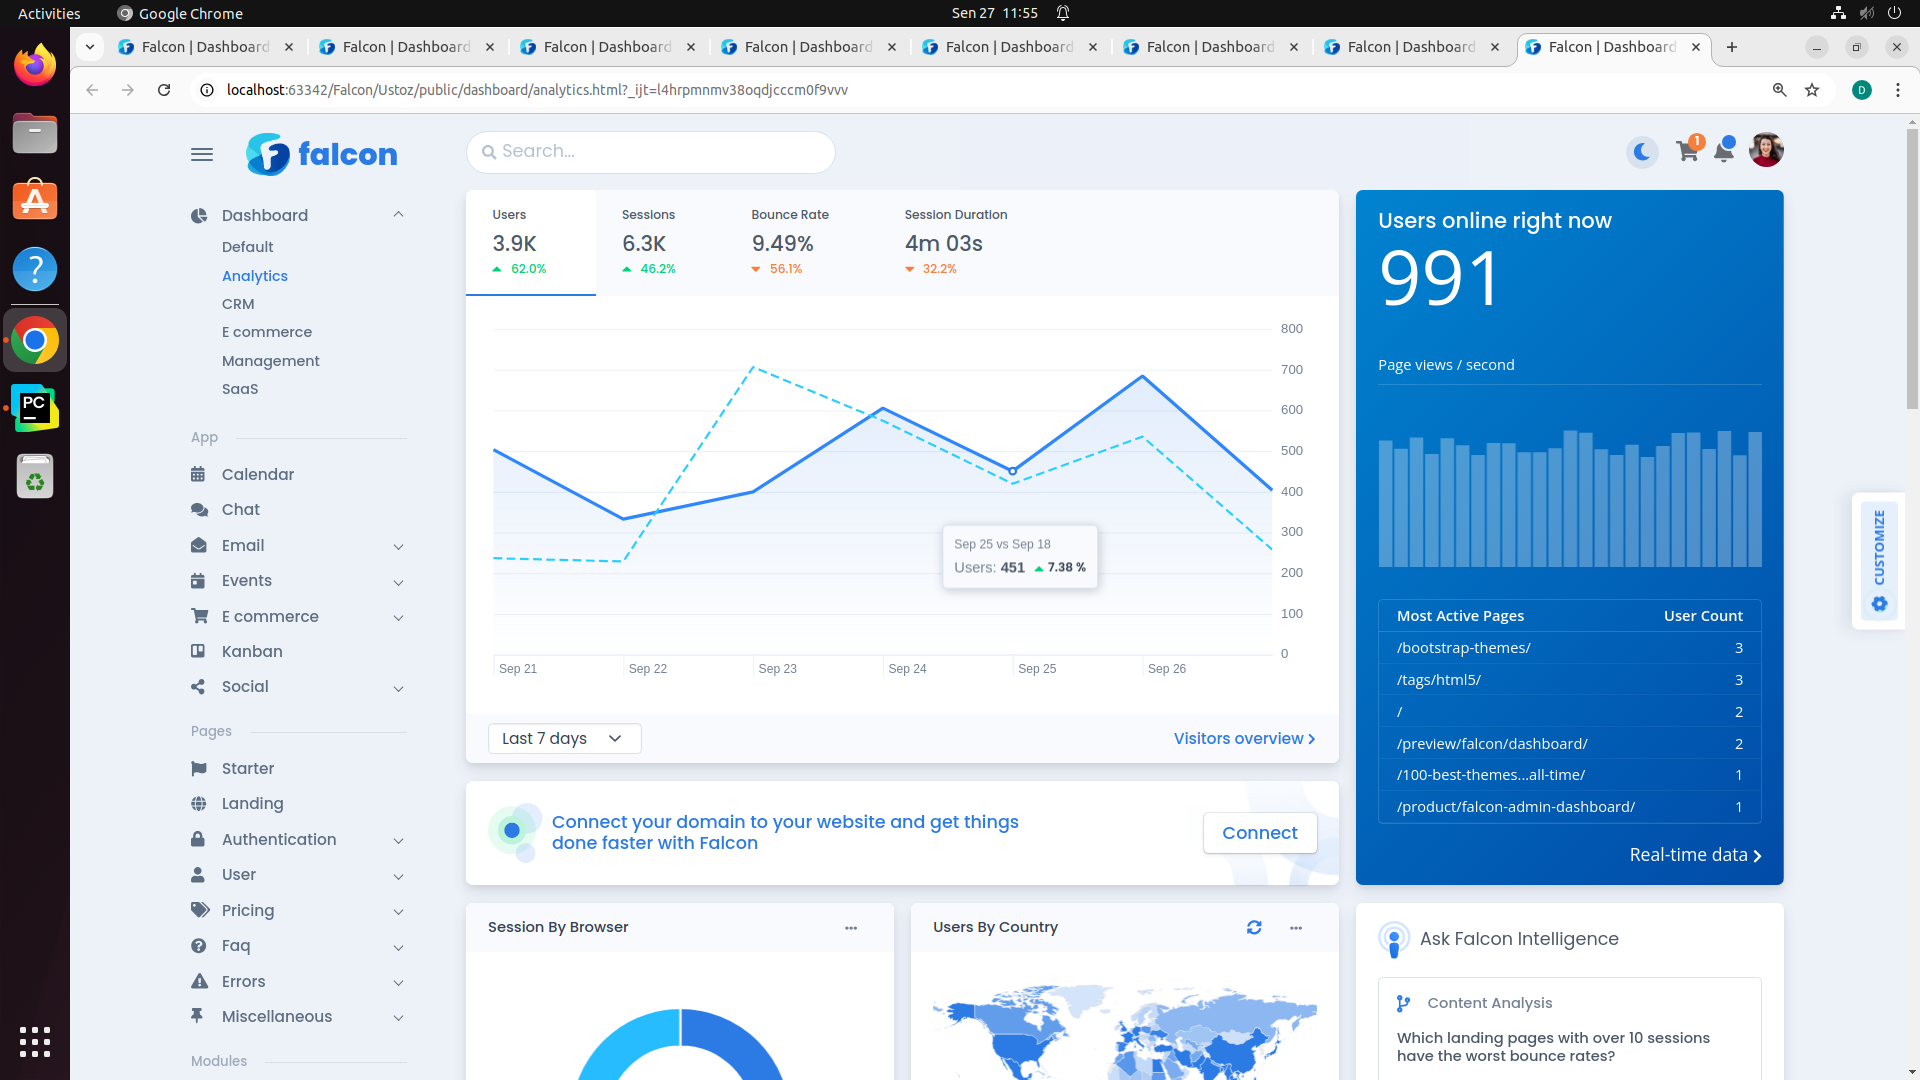 Activities
Google Chrome
Sen 27 11:55
Falcon | Dashboard
Falcon | Dashboard
Falcon | Dashboard
Falcon | Dashboard
Falcon | Dashboard
Falcon | Dashboard
Falcon | Dashboard
Falcon | Dashboard
localhost:63342/Falcon/Ustoz/public/dashboard/analytics.html?_ijt=l4hrpmnmv38oqdjcccm0f9vvv
D
PC
falcon
Search...
1
Dashboard
Default
Analytics
CRM
E commerce
Management
SaaS
App
Calendar
Chat
Email
Events
E commerce
Kanban
Social
Pages
Starter
Landing
Authentication
User
Pricing
Faq
Errors
Miscellaneous
Modules
Users
3.9K
62.0%
Sessions
6.3K
46.2%
Bounce Rate
9.49%
56.1%
Session Duration
4m 03s
32.2%
800
700
600
500
400
300
200
100
0
Sep 25 vs Sep 18
Users: 451 7.38 %
Sep 21
Sep 22
Sep 23
Sep 24
Sep 25
Sep 26
Last 7 days
Visitors overview
Connect your domain to your website and get things
done faster with Falcon
Connect
Session By Browser
Users By Country
Users online right now
991
Page views / second
Most Active Pages User Count
/bootstrap-themes/ 3
/tags/html5/ 3
/ 2
/preview/falcon/dashboard/ 2
/100-best-themes...all-time/ 1
/product/falcon-admin-dashboard/ 1
Real-time data
CUSTOMIZE
Ask Falcon Intelligence
Content Analysis
Which landing pages with over 10 sessions
have the worst bounce rates?